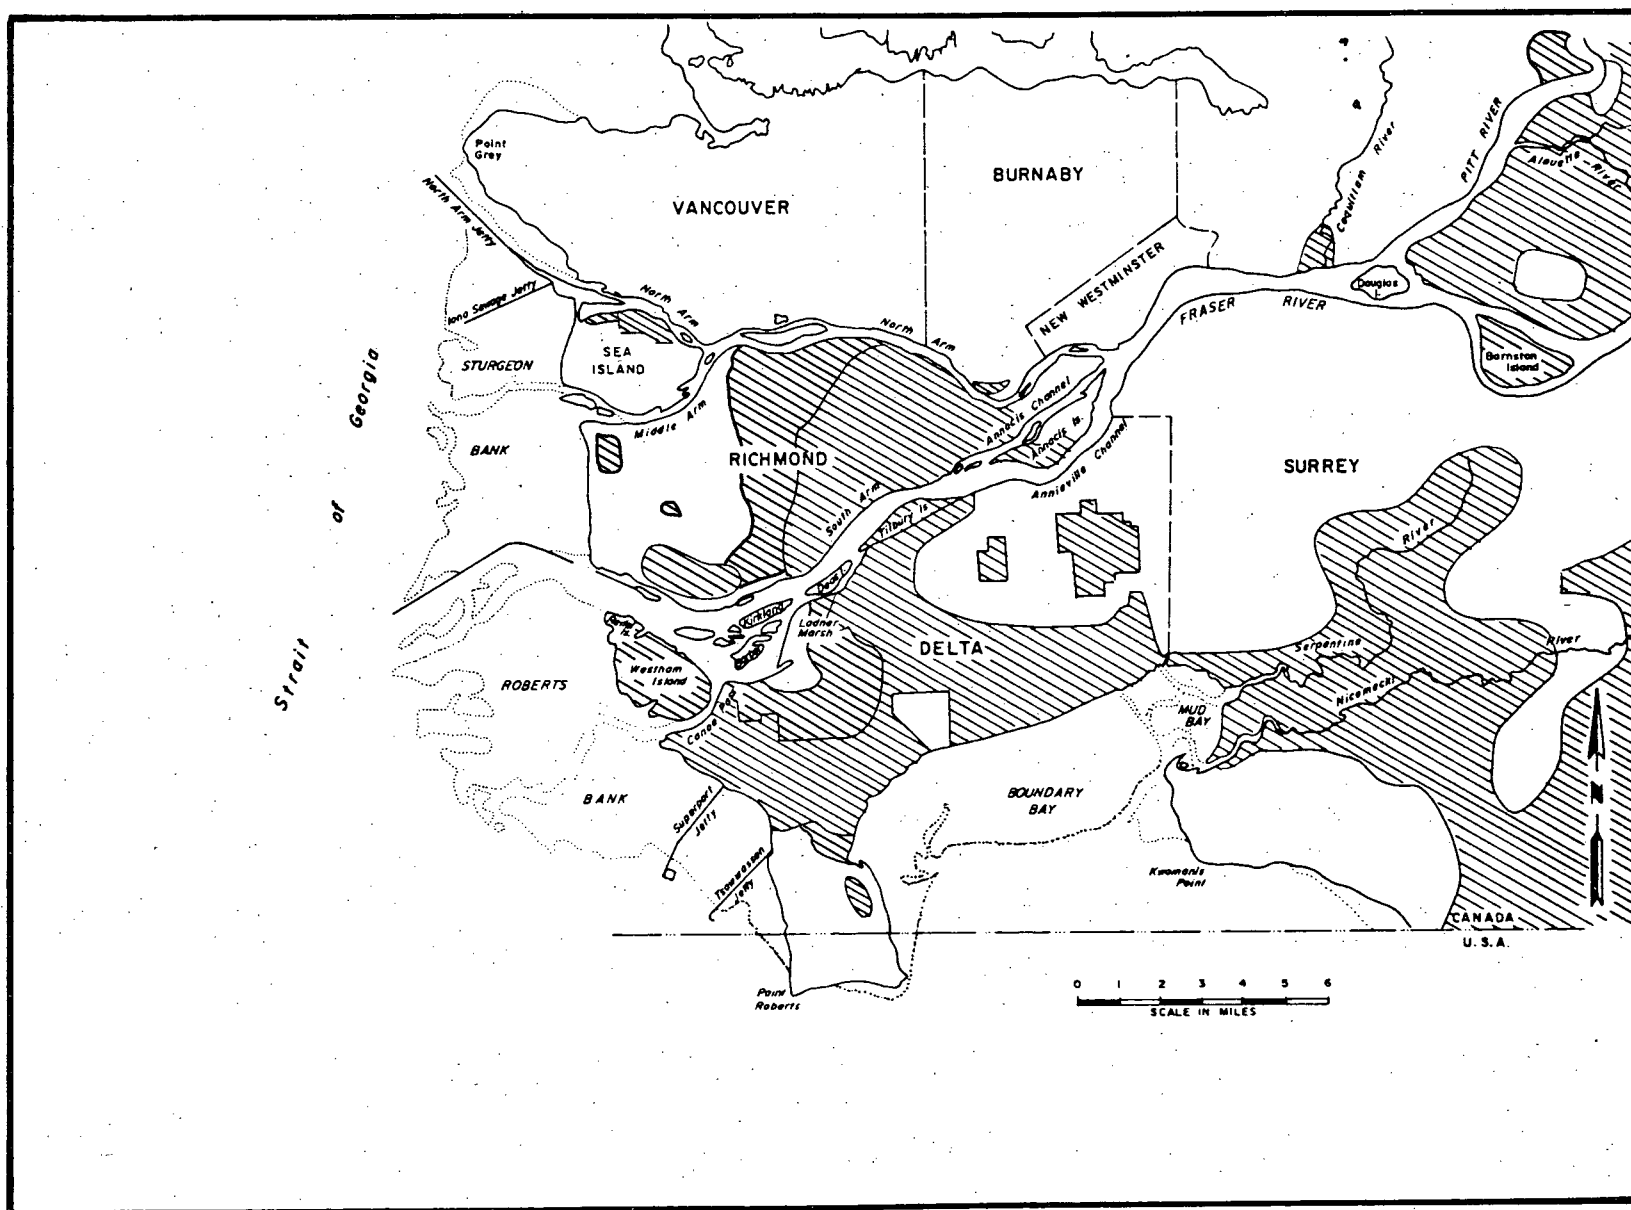 Point
Grey
North Arm Jetty
VANCOUVER
BURNABY
Coquitlam River
PITT RIVER
Alouette River
Iona Sewage Jetty
North
Arm
NEW WESTMINSTER
FRASER RIVER
Douglas
I.
STURGEON
SEA
ISLAND
North Arm
Barnston
Island
Strait of Georgia
BANK
Middle Arm
RICHMOND
Annacis Channel
Annacis Is.
Annieville Channel
SURREY
South Arm
Tilbury Is
River
Deas I.
Kirkland
Ladner
Marsh
Westham
Island
DELTA
Serpentine
River
Nicomeckl
ROBERTS
Canoe Pass
MUD
BAY
BANK
Superport
Jetty
BOUNDARY
BAY
Tsawwassen
Jetty
Kwomanis
Point
N
CANADA
U.S.A.
Point
Roberts
0 1 2 3 4 5 6
SCALE IN MILES